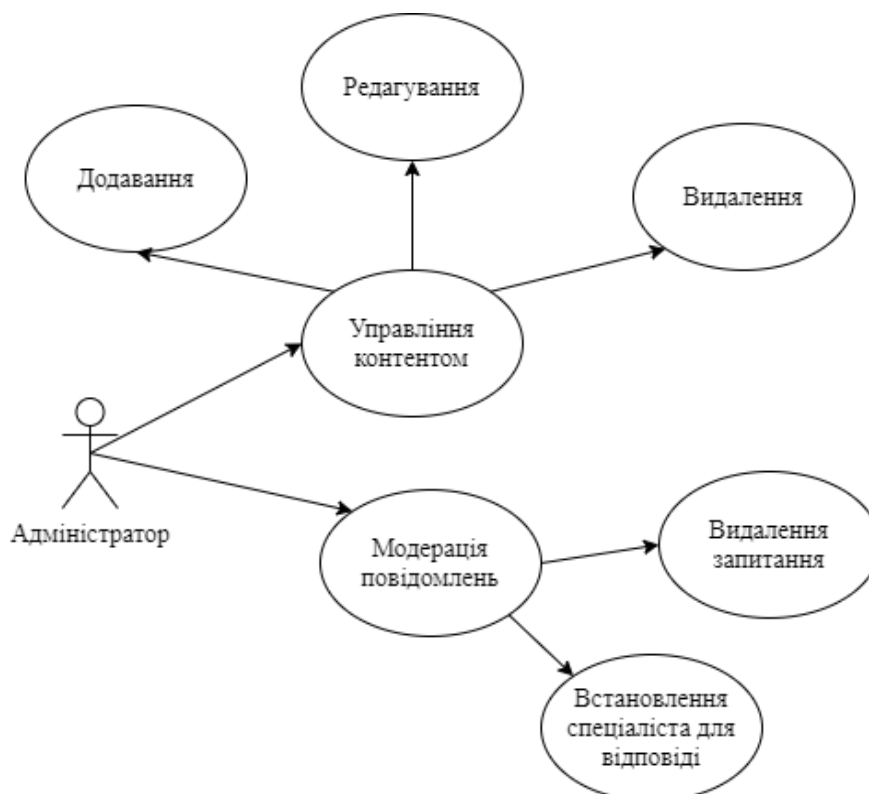 Редагування
Додавання
Видалення
Управління
контентом
Адміністратор
Модерація
повідомлень
Видалення
запитання
Встановлення
спеціаліста для
відповіді